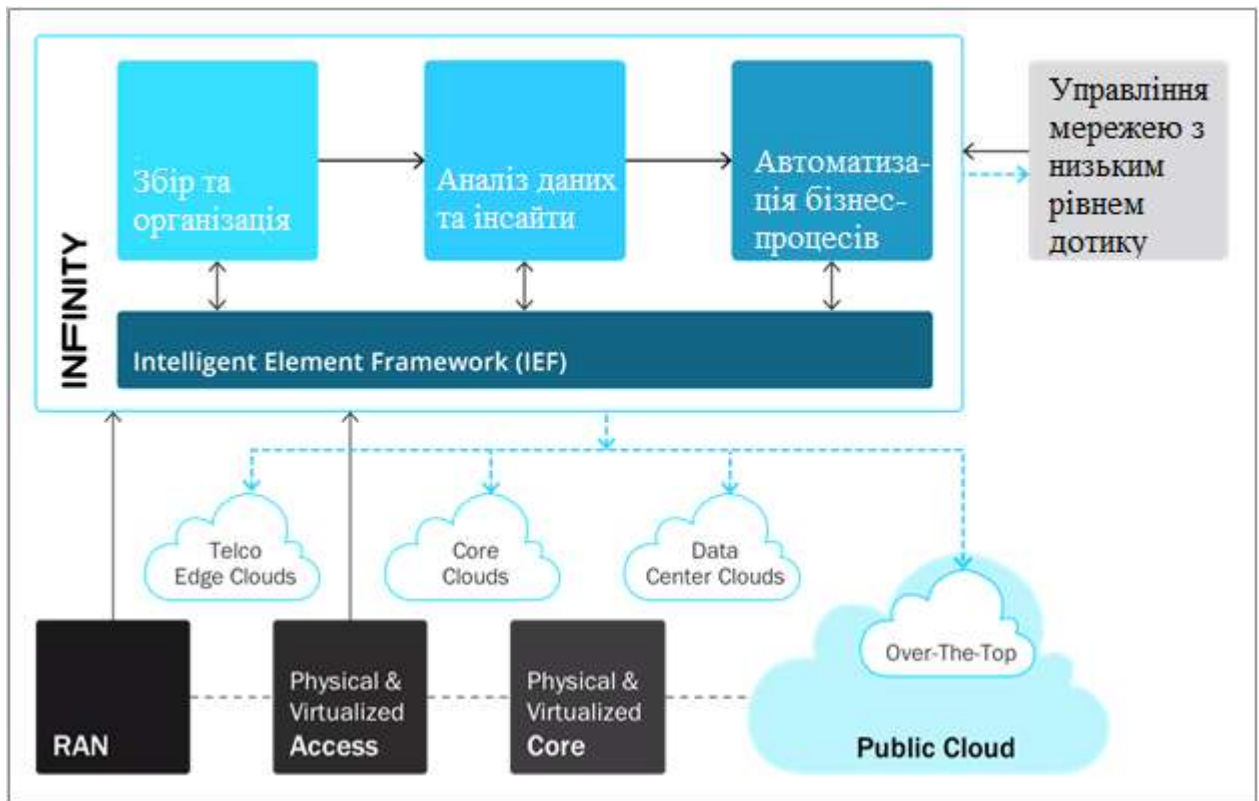 INFINITY
Збір та
організація
Аналіз даних
та інсайти
Автоматиза-
ція бізнес-
процесів
Управління
мережею з
низьким
рівнем
дотику
Intelligent Element Framework (IEF)
Telco
Edge Clouds
Core
Clouds
Data
Center Clouds
Over-The-Top
RAN
Physical &
Virtualized
Access
Physical &
Virtualized
Core
Public Cloud